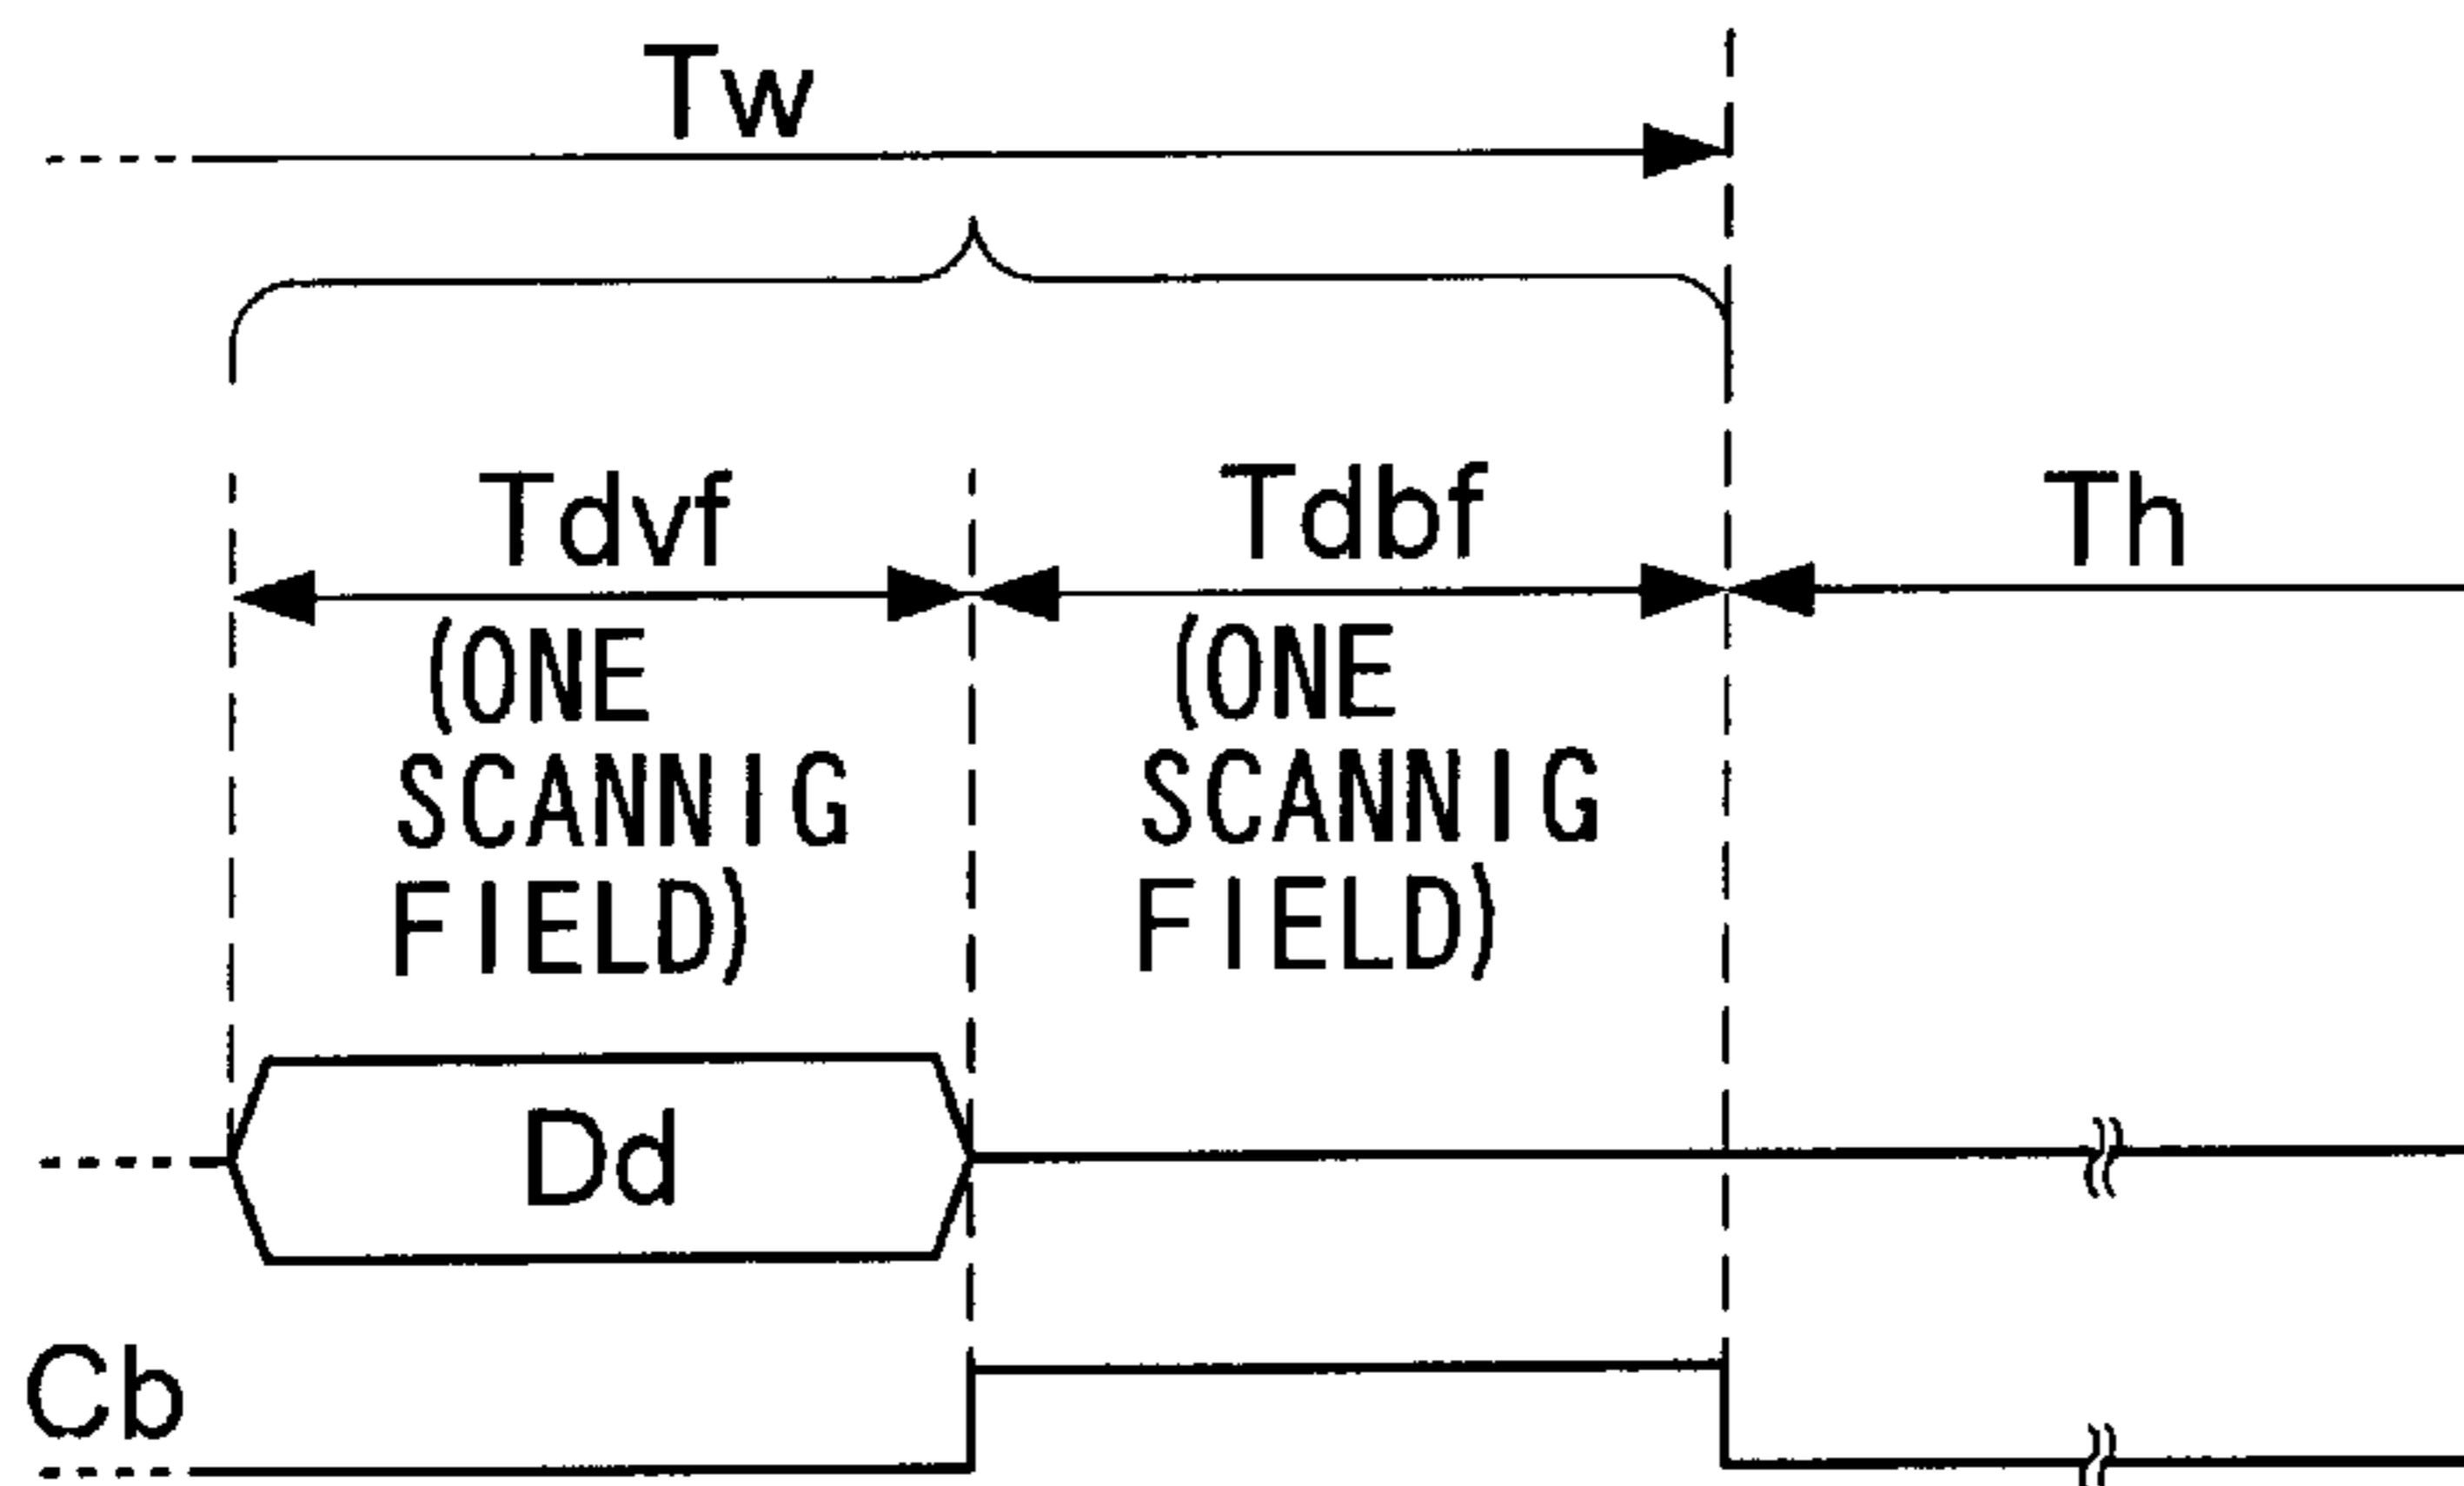 Tw
Tdvf
(ONE
SCANNIG
FIELD)
Tdbf
(ONE
SCANNIG
FIELD)
Th
Dd
Cb